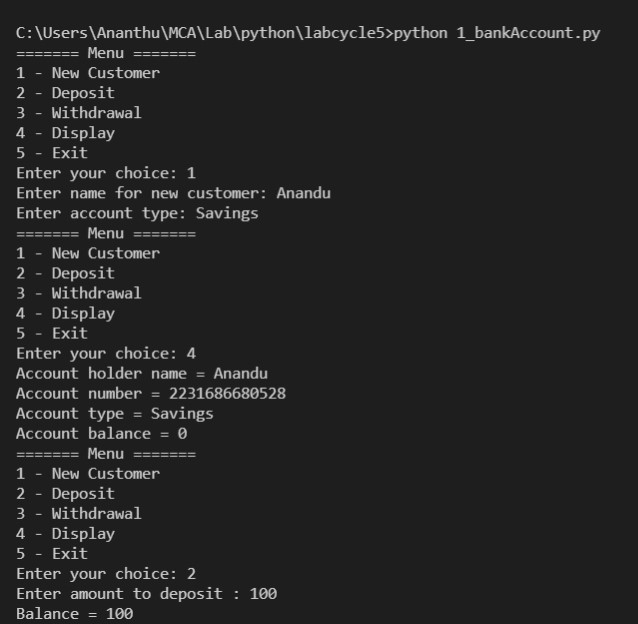 C:\Users\Ananthu\MCA\Lab\python\labcycle5>python 1_bankAccount.py
======= Menu =======
1 - New Customer
2 - Deposit
3 - Withdrawal
4 - Display
5 - Exit
Enter your choice: 1
Enter name for new customer: Anandu
Enter account type: Savings
======= Menu =======
1 - New Customer
2 - Deposit
3 - Withdrawal
4 - Display
5 - Exit
Enter your choice: 4
Account holder name = Anandu
Account number = 2231686680528
Account type = Savings
Account balance = 0
======= Menu =======
1 - New Customer
2 - Deposit
3 - Withdrawal
4 - Display
5 - Exit
Enter your choice: 2
Enter amount to deposit : 100
Balance = 100